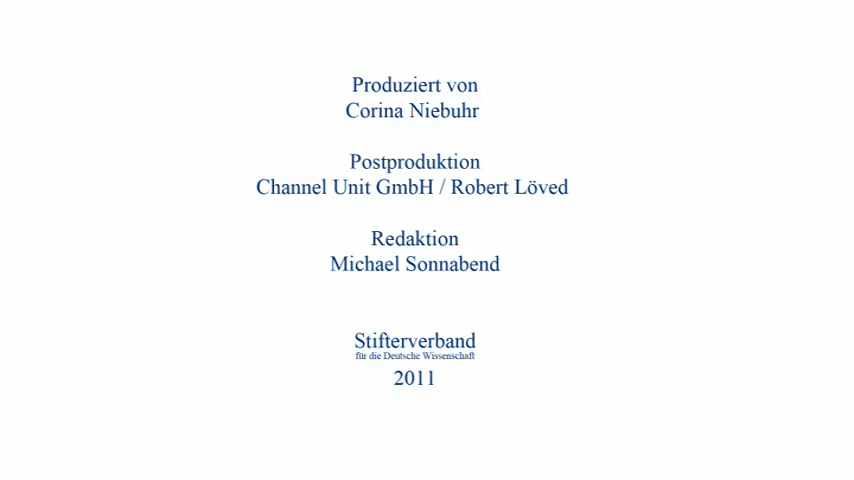 Produziert von
Corina Niebuhr
Postproduktion
Channel Unit GmbH / Robert Löved
Redaktion
Michael Sonnabend
Stifterverband
für die Deutsche Wissenschaft
2011